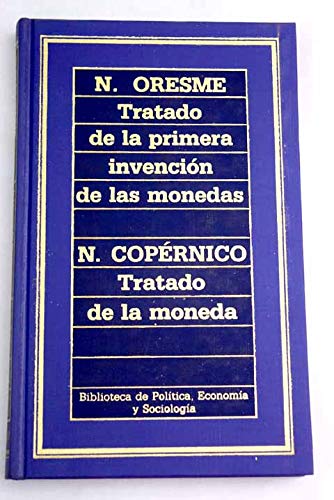 N. ORESME
Tratado
de la primera
invención
de las monedas
N. COPÉRNICO
Tratado
de la moneda
Biblioteca de Política, Economía
y Sociología